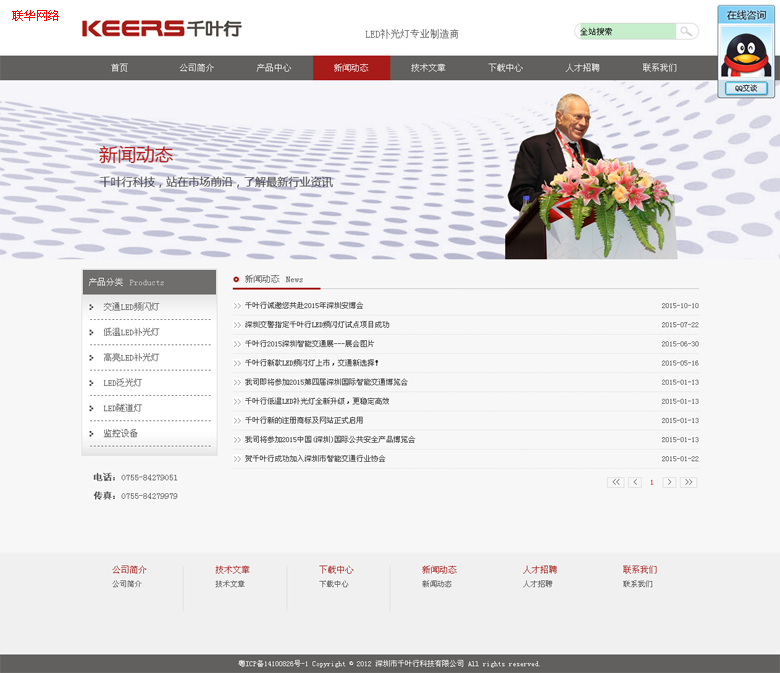 联华网络
KEERS千叶行
LED补光灯专业制造商
全站搜索
在线咨询
QQ交谈
首页 公司简介 产品中心 新闻动态 技术文章 下载中心 人才招聘 联系我们
新闻动态
千叶行科技，站在市场前沿，了解最新行业资讯
产品分类 Products
交通LED频闪灯
低温LED补光灯
高亮LED补光灯
LED泛光灯
LED隧道灯
监控设备
电话：0755-84279051
传真：0755-84279979
新闻动态 News
千叶行诚邀您共赴2015年深圳安博会 2015-10-10
深圳交警指定千叶行LED频闪灯试点项目成功 2015-07-22
千叶行2015深圳智能交通展---展会图片 2015-06-30
千叶行新款LED频闪灯上市，交通新选择！ 2015-05-16
我司即将参加2015第四届深圳国际智能交通博览会 2015-01-13
千叶行低温LED补光灯全新升级，更稳定高效 2015-01-13
千叶行新的注册商标及网站正式启用 2015-01-13
我司将参加2015中国(深圳)国际公共安全产品博览会 2015-01-13
贺千叶行成功加入深圳市智能交通行业协会 2015-01-22
1
公司简介 技术文章 下载中心 新闻动态 人才招聘 联系我们
公司简介 技术文章 下载中心 新闻动态 人才招聘 联系我们
粤ICP备14100826号-1 Copyright © 2012 深圳市千叶行科技有限公司 All rights reserved.